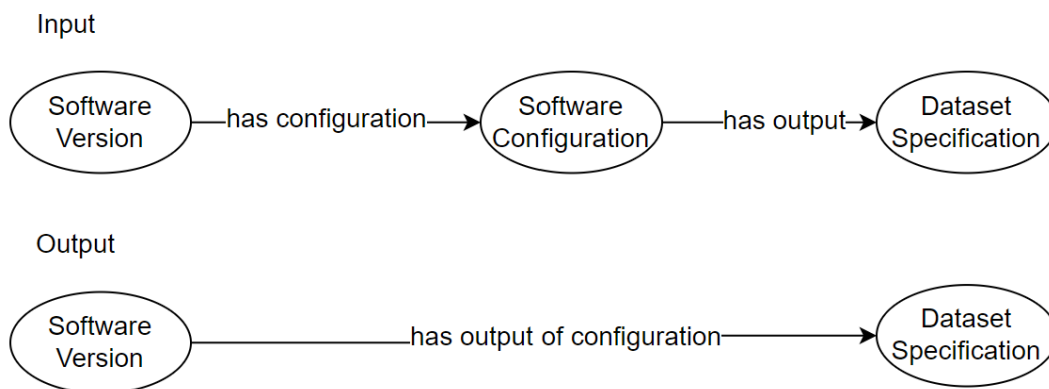 Input
Software
Version
has configuration
Software
Configuration
has output
Dataset
Specification
Output
Software
Version
has output of configuration
Dataset
Specification